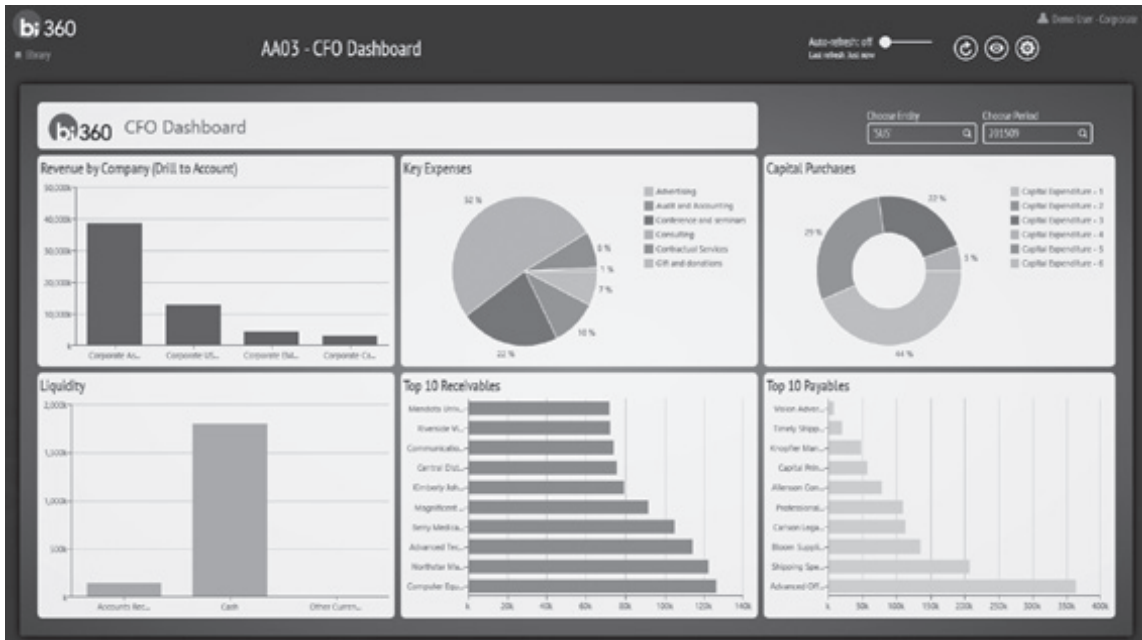 bi 360
Demo User - Corporate
Library
AA03 - CFO Dashboard
Auto-refresh: off
Last refresh: just now
bi360 CFO Dashboard
Choose Entity
Choose Period
'SUS'
201509
Revenue by Company (Drill to Account)
50,000k
40,000k
30,000k
20,000k
10,000k
k
Corporate As...
Corporate US...
Corporate Co...
Key Expenses
52 %
22 %
10 %
7 %
1 %
8 %
Advertising
Audit and Accounting
Conference and seminars
Consulting
Contractual Services
Gift and donations
Capital Purchases
22 %
29 %
5 %
44 %
Capital Expenditure - 1
Capital Expenditure - 2
Capital Expenditure - 3
Capital Expenditure - 4
Capital Expenditure - 5
Capital Expenditure - 6
Liquidity
2,000k
1,500k
1,000k
500k
k
Accounts Rec...
Cash
Other Curren...
Top 10 Receivables
Mendota Univ...
Riverside Vi...
Communicatio...
Central Dist...
Kimberly Ash...
Magnificent ...
Berry Medica...
Advanced Tec...
Northstar Ma...
Computer Equ...
k
20k
40k
60k
80k
100k
120k
140k
Top 10 Payables
Vision Adver...
Timely Shipp...
Knopfler Man...
Capital Prin...
Allenson Con...
Professional...
Carlson Lega...
Bloom Suppli...
Shipping Spe...
Advanced Off...
k
50k
100k
150k
200k
250k
300k
350k
400k